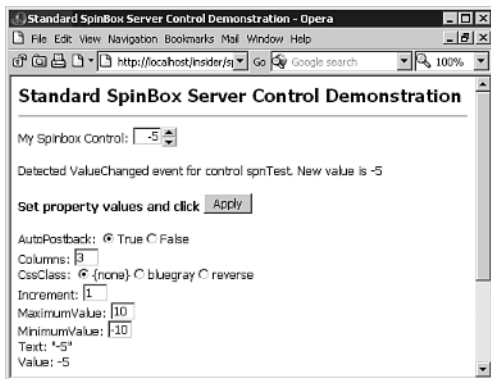 Standard SpinBox Server Control Demonstration - Opera
File Edit View Navigation Bookmarks Mail Window Help
http://localhost/insider/sp Go Google search 100%
Standard SpinBox Server Control Demonstration
My Spinbox Control: -5
Detected ValueChanged event for control spnTest. New value is -5
Set property values and click Apply
AutoPostback: True False
Columns: 3
CssClass: {none} bluegray reverse
Increment: 1
MaximumValue: 10
MinimumValue: -10
Text: "-5"
Value: -5